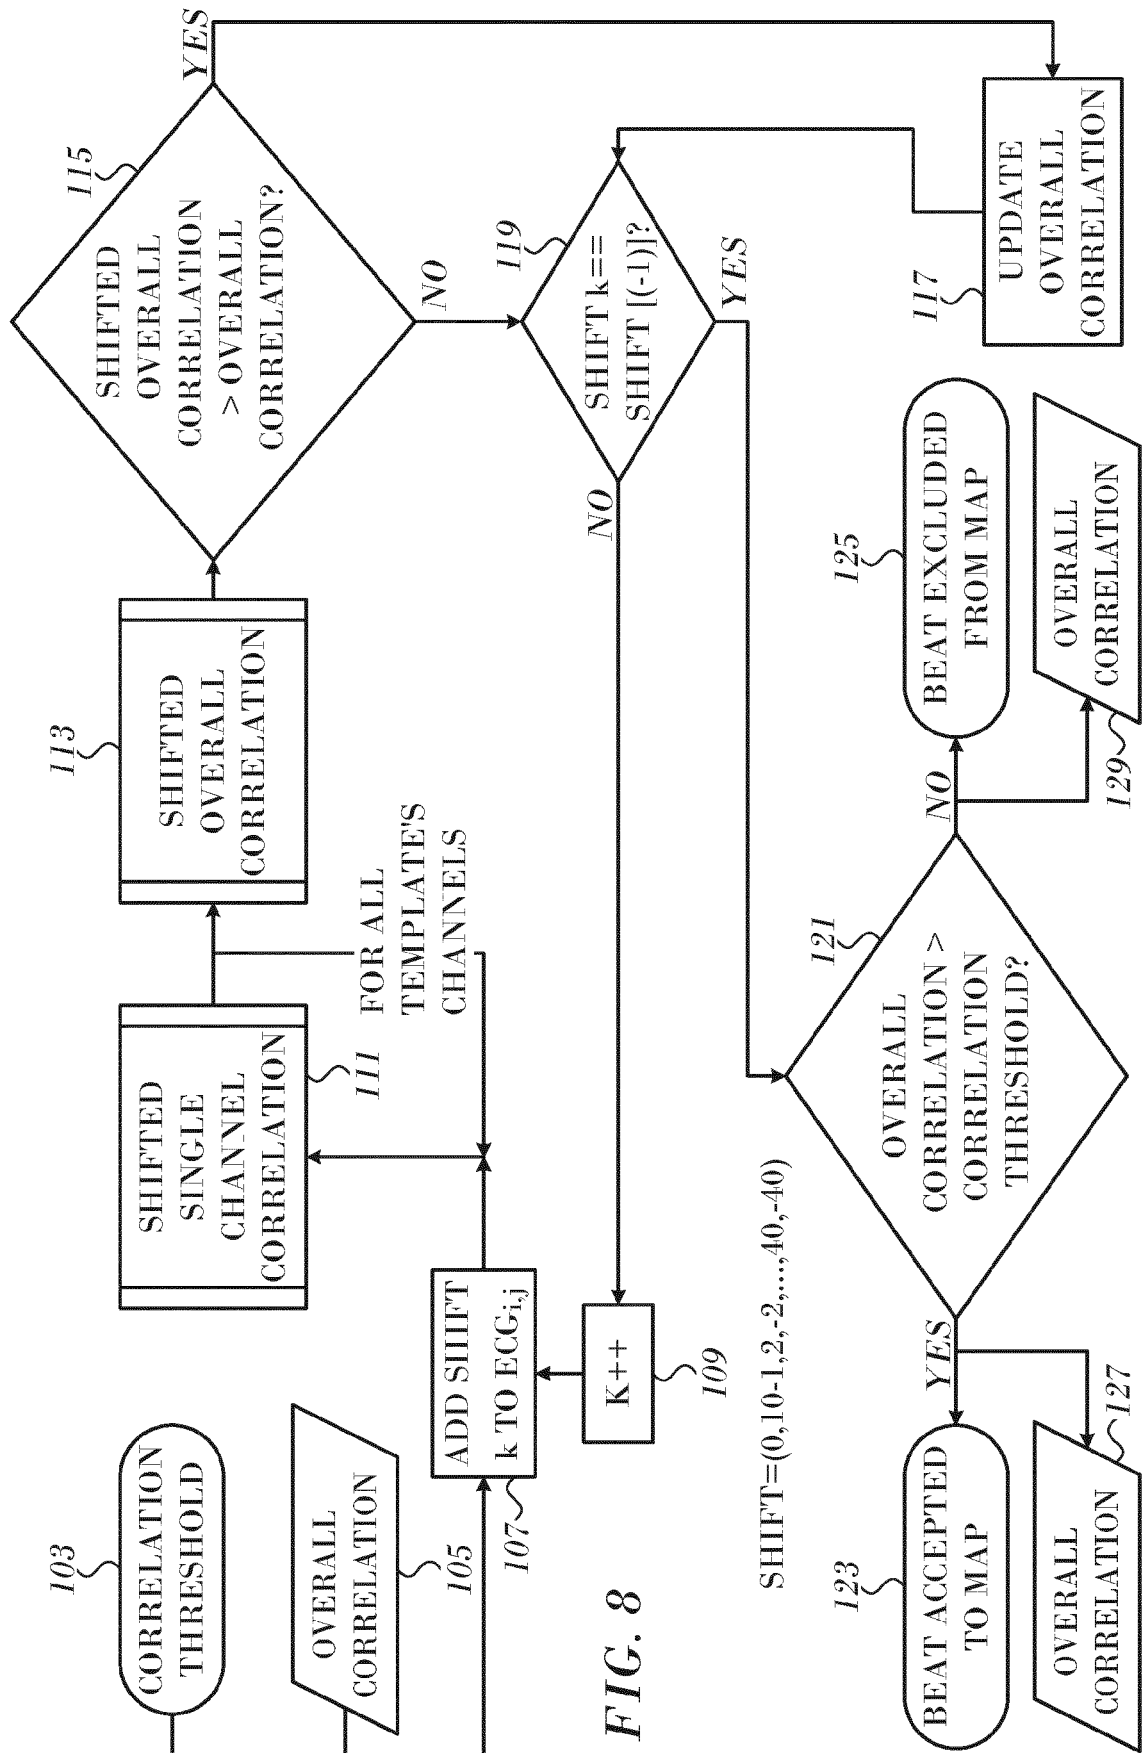 103
CORRELATION
THRESHOLD
OVERALL
CORRELATION
105
ADD SHIFT
k TO ECGi,j
107
K++
109
SHIFTED
SINGLE
CHANNEL
CORRELATION
111
FOR ALL
TEMPLATE'S
CHANNELS
113
SHIFTED
OVERALL
CORRELATION
115
SHIFTED
OVERALL
CORRELATION
> OVERALL
CORRELATION?
YES
NO
119
SHIFT k==
SHIFT [(-1)]?
NO
YES
117
UPDATE
OVERALL
CORRELATION
SHIFT=(0,10-1,2,-2,...,40,-40)
121
OVERALL
CORRELATION >
CORRELATION
THRESHOLD?
YES
NO
123
BEAT ACCEPTED
TO MAP
127
OVERALL
CORRELATION
125
BEAT EXCLUDED
FROM MAP
129
OVERALL
CORRELATION
FIG. 8